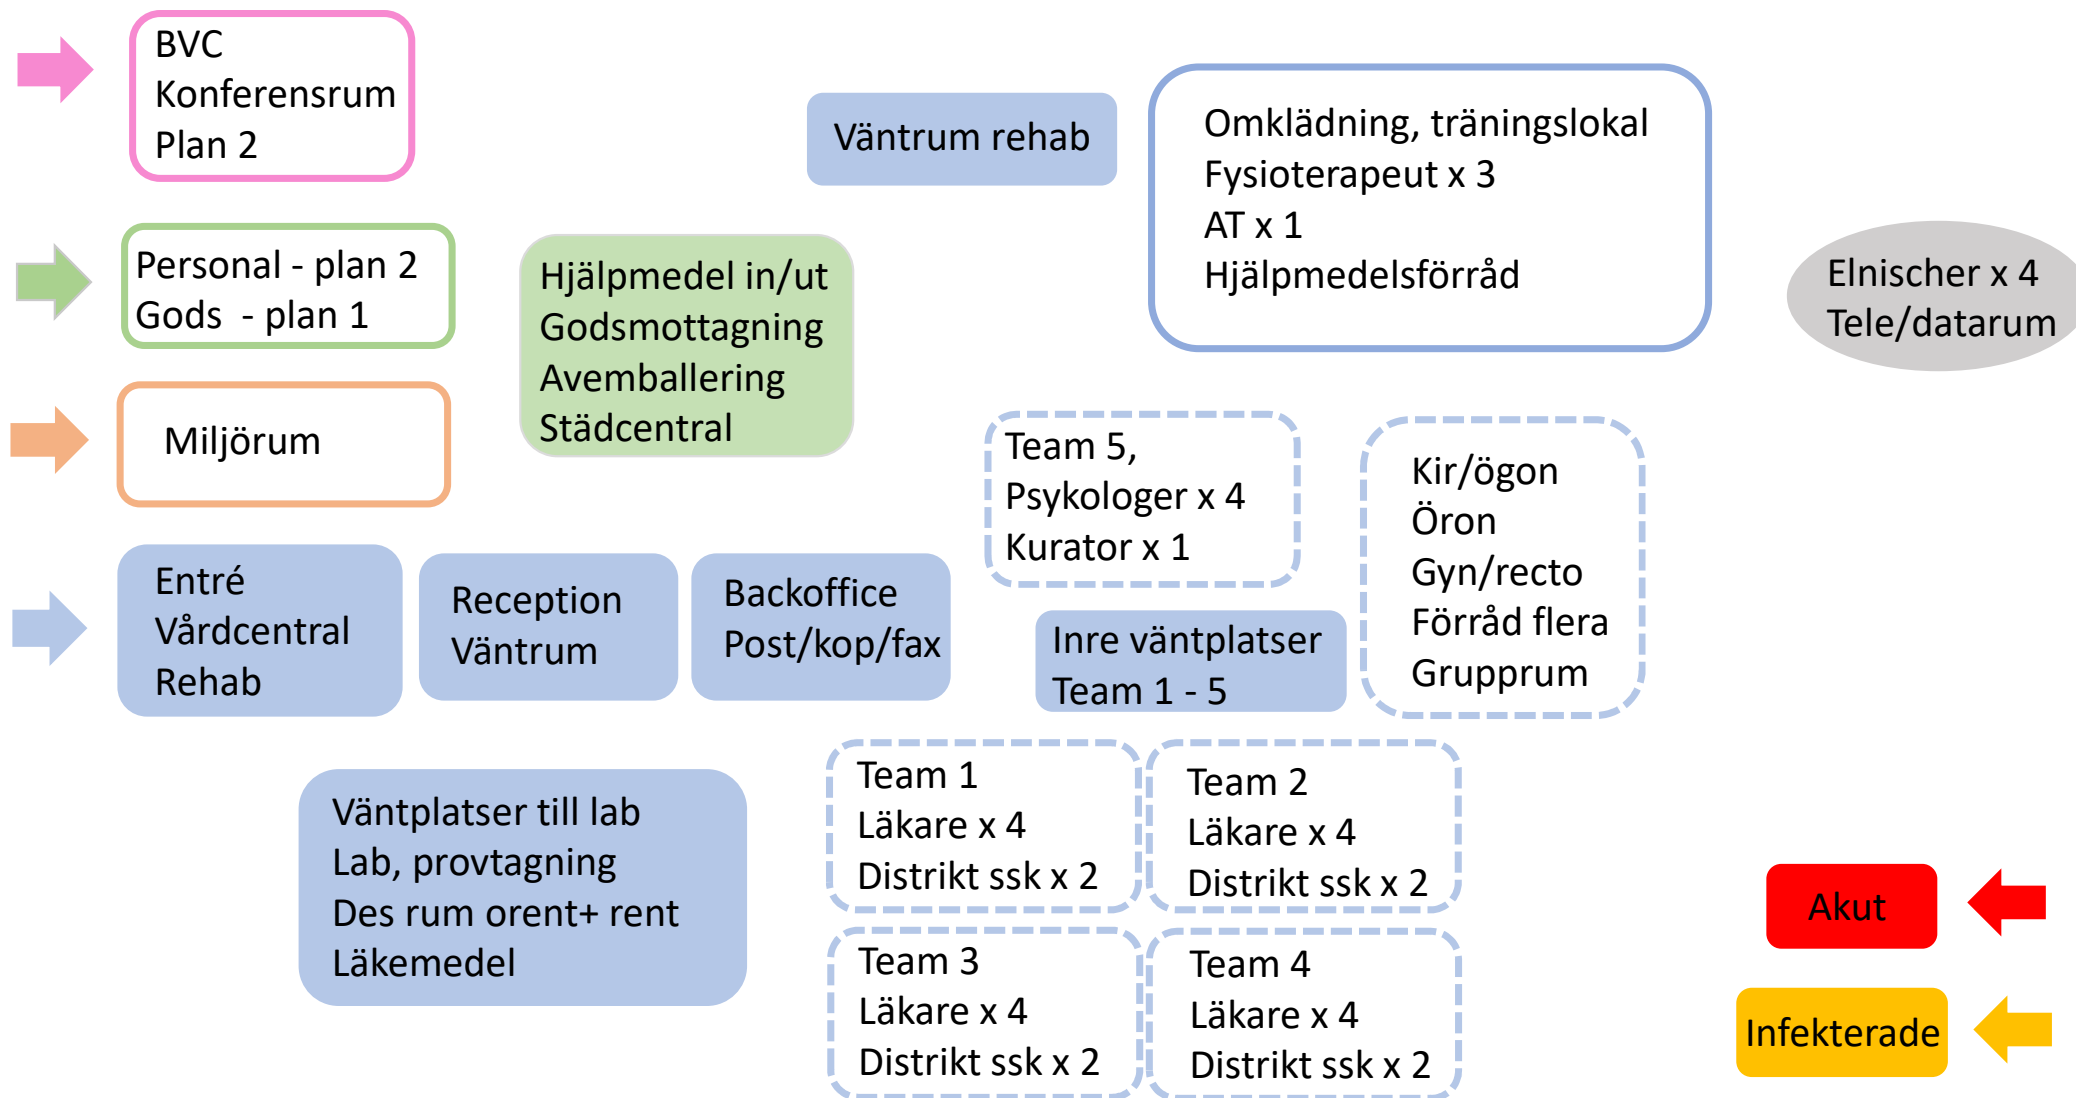 BVC
Konferensrum
Plan 2
Väntrum rehab
Omklädning, träningslokal
Fysioterapeut x 3
AT x 1
Hjälpmedelsförråd
Personal - plan 2
Gods - plan 1
Hjälpmedel in/ut
Godsmottagning
Avemballering
Städcentral
Elnischer x 4
Tele/datarum
Miljörum
Team 5,
Psykologer x 4
Kurator x 1
Kir/ögon
Öron
Gyn/recto
Förråd flera
Grupprum
Entré
Vårdcentral
Rehab
Reception
Väntrum
Backoffice
Post/kop/fax
Inre väntplatser
Team 1 - 5
Väntplatser till lab
Lab, provtagning
Des rum orent+ rent
Läkemedel
Team 1
Läkare x 4
Distrikt ssk x 2
Team 2
Läkare x 4
Distrikt ssk x 2
Team 3
Läkare x 4
Distrikt ssk x 2
Team 4
Läkare x 4
Distrikt ssk x 2
Akut
Infekterade